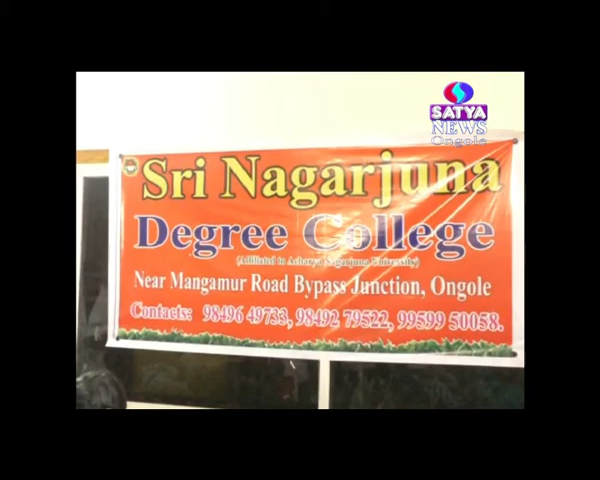 SATYA
NEWS
Ongole
Sri Nagarjuna
Degree College
(Affiliated to Acharya Nagarjuna University)
Near Mangamur Road Bypass Junction, Ongole
Contacts: 98496 49733, 98492 79522, 99599 50058.